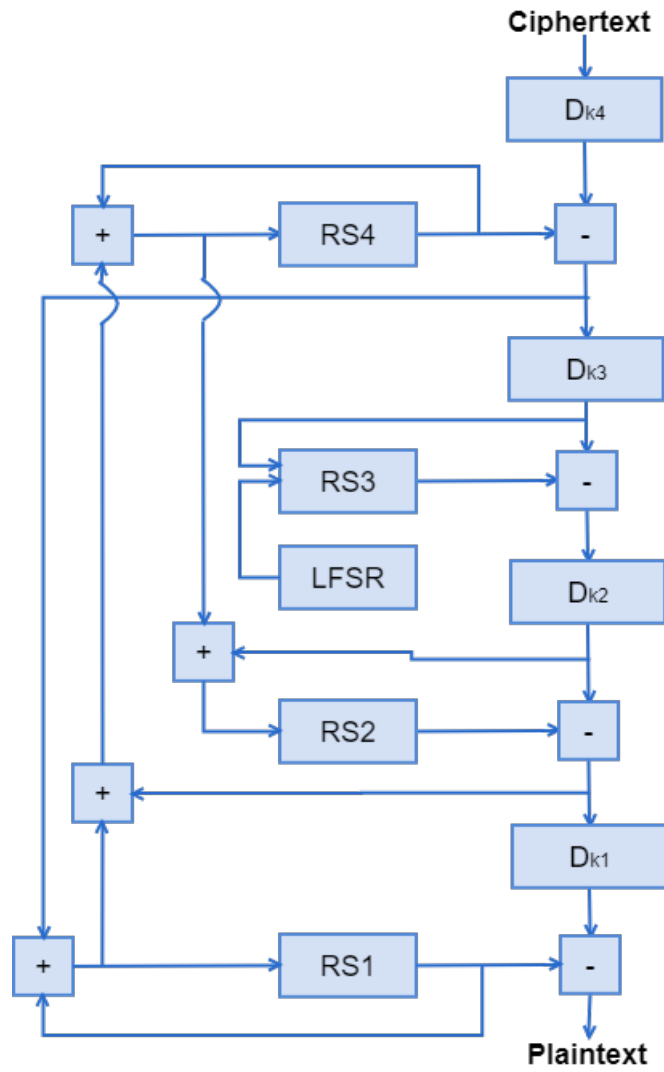 Ciphertext
Dk4
+
RS4
-
Dk3
RS3
-
LFSR
Dk2
+
RS2
-
+
Dk1
+
RS1
-
Plaintext